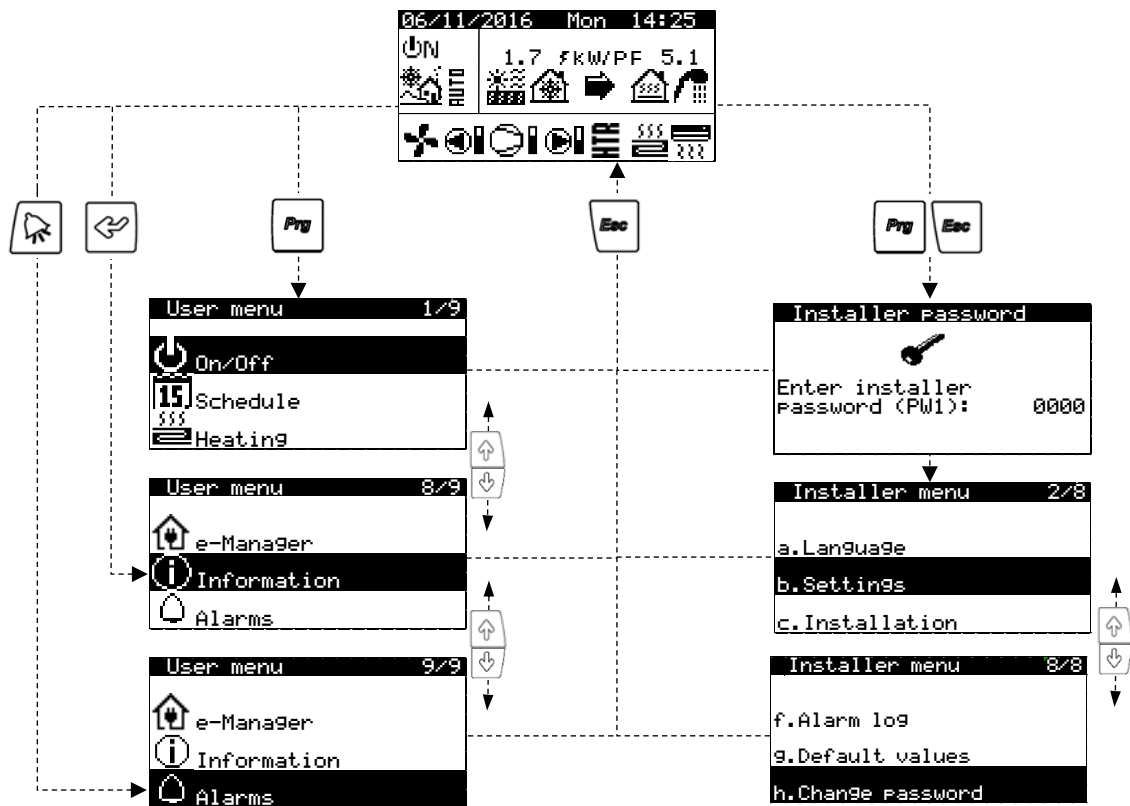 06/11/2016 Mon 14:25
ON
1.7 kW/PF 5.1
AUTO
HTR
Prg
Esc
Prg
Esc
User menu 1/9
On/Off
15
Schedule
Heating
User menu 8/9
e-Manager
i Information
Alarms
User menu 9/9
e-Manager
i Information
Alarms
Installer password
Enter installer
password (PW1): 0000
Installer menu 2/8
a.Language
b.Settings
c.Installation
Installer menu 8/8
f.Alarm log
g.Default values
h.Change password